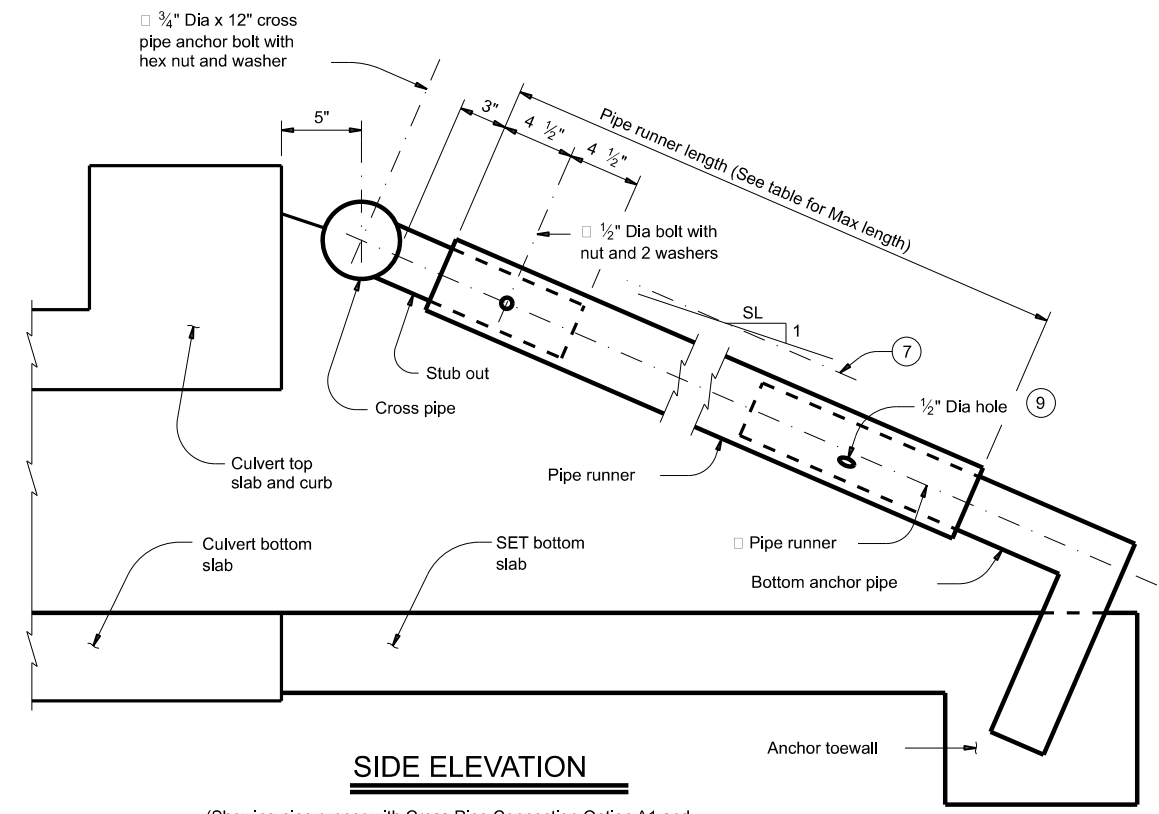 □ ¾" Dia x 12" cross
pipe anchor bolt with
hex nut and washer
5"
3"
4 ½"
4 ½"
Pipe runner length (See table for Max length)
□ ½" Dia bolt with
nut and 2 washers
SL
1
7
Stub out
Cross pipe
½" Dia hole
9
Culvert top
slab and curb
Pipe runner
Culvert bottom
slab
SET bottom
slab
□ Pipe runner
Bottom anchor pipe
Anchor toewall
SIDE ELEVATION